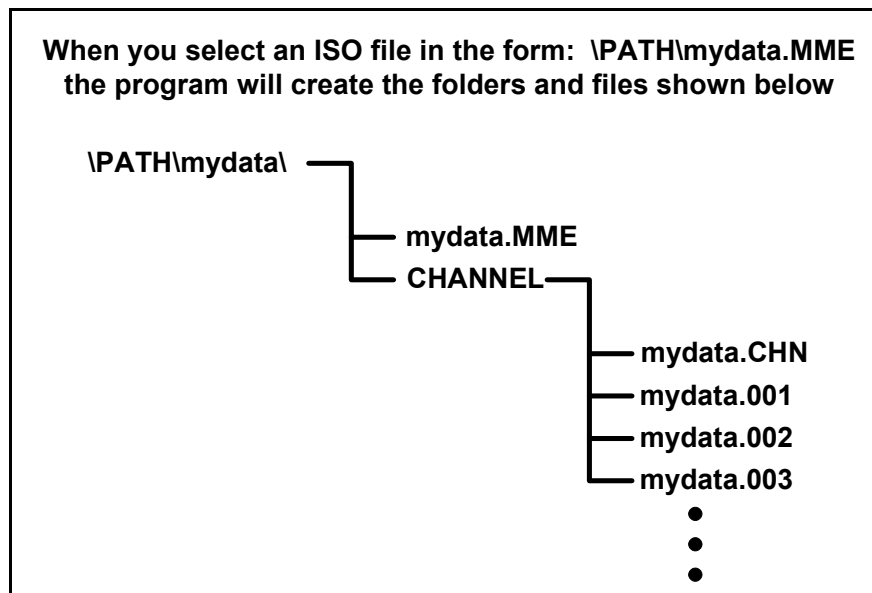 When you select an ISO file in the form:  \PATH\mydata.MME
the program will create the folders and files shown below
\PATH\mydata\
mydata.MME
CHANNEL
mydata.CHN
mydata.001
mydata.002
mydata.003